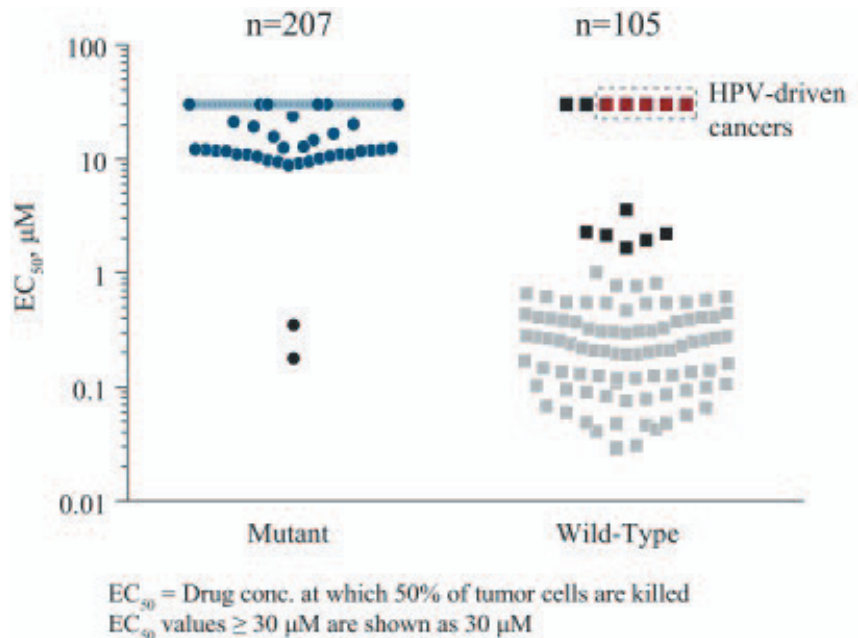 n=207
n=105
100
10
1
0.1
0.01
EC50, μM
HPV-driven
cancers
Mutant
Wild-Type
EC50 = Drug conc. at which 50% of tumor cells are killed
EC50 values ≥ 30 μM are shown as 30 μM